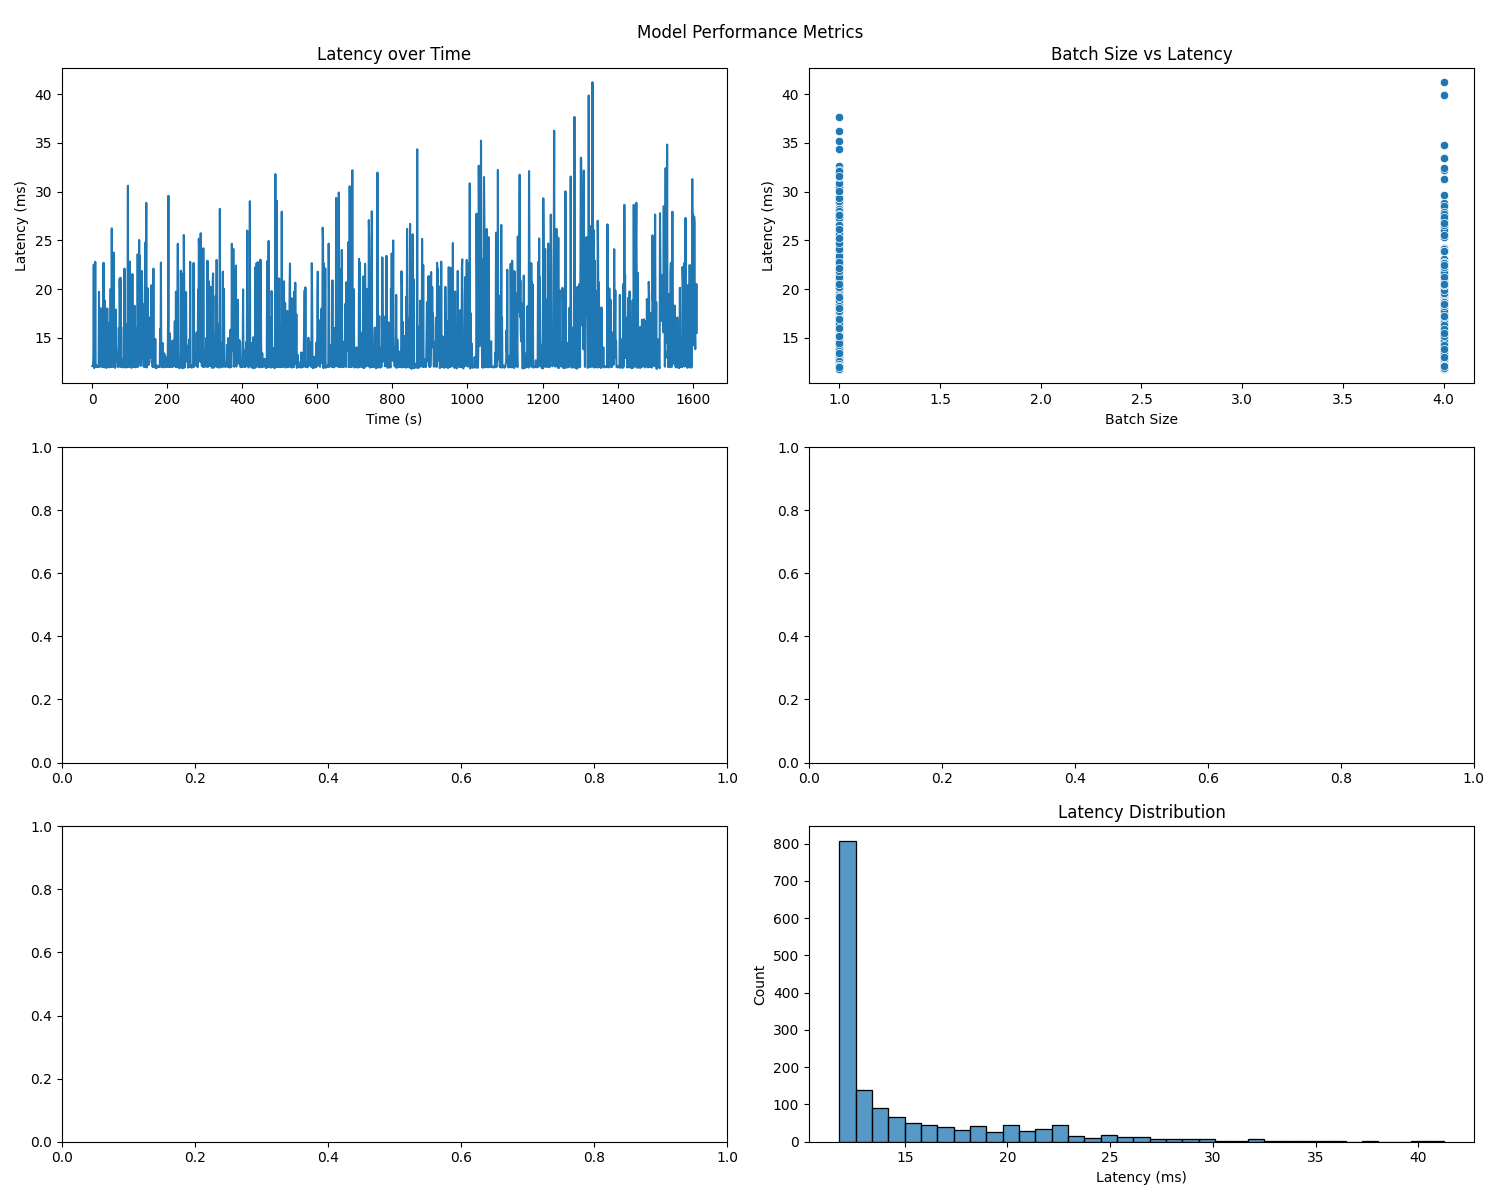 Model Performance Metrics
Latency over Time
Latency (ms)
40
35
30
25
20
15
0 200 400 600 800 1000 1200 1400 1600
Time (s)
Batch Size vs Latency
Latency (ms)
40
35
30
25
20
15
1.0 1.5 2.0 2.5 3.0 3.5 4.0
Batch Size
1.0
0.8
0.6
0.4
0.2
0.0
0.0 0.2 0.4 0.6 0.8 1.0
1.0
0.8
0.6
0.4
0.2
0.0
0.0 0.2 0.4 0.6 0.8 1.0
1.0
0.8
0.6
0.4
0.2
0.0
0.0 0.2 0.4 0.6 0.8 1.0
Latency Distribution
Count
800
700
600
500
400
300
200
100
0
15 20 25 30 35 40
Latency (ms)